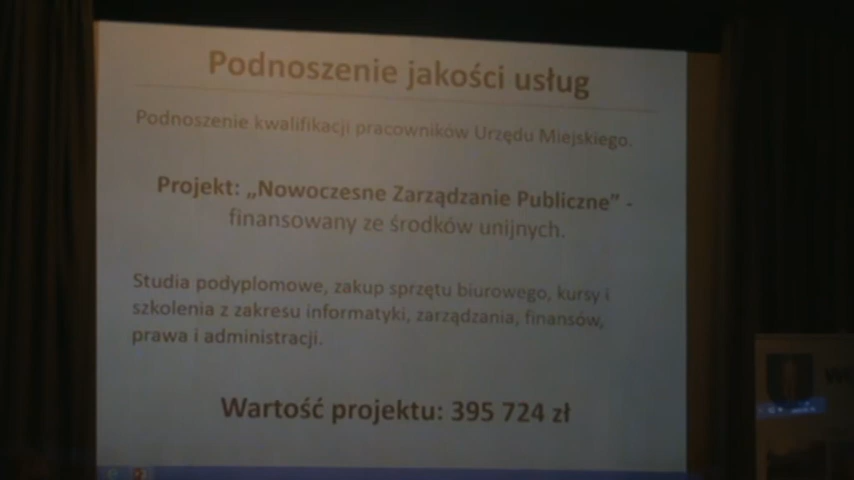 Podnoszenie jakości usług
Podnoszenie kwalifikacji pracowników Urzędu Miejskiego.
Projekt: „Nowoczesne Zarządzanie Publiczne” -
finansowany ze środków unijnych.
Studia podyplomowe, zakup sprzętu biurowego, kursy i
szkolenia z zakresu informatyki, zarządzania, finansów,
prawa i administracji.
Wartość projektu: 395 724 zł